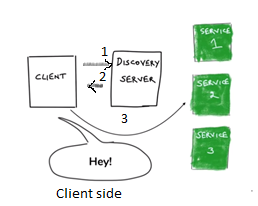 1
2
3
CLIENT
DISCOVERY
SERVER
SERVICE
1
SERVICE
2
SERVICE
3
Hey!
Client side